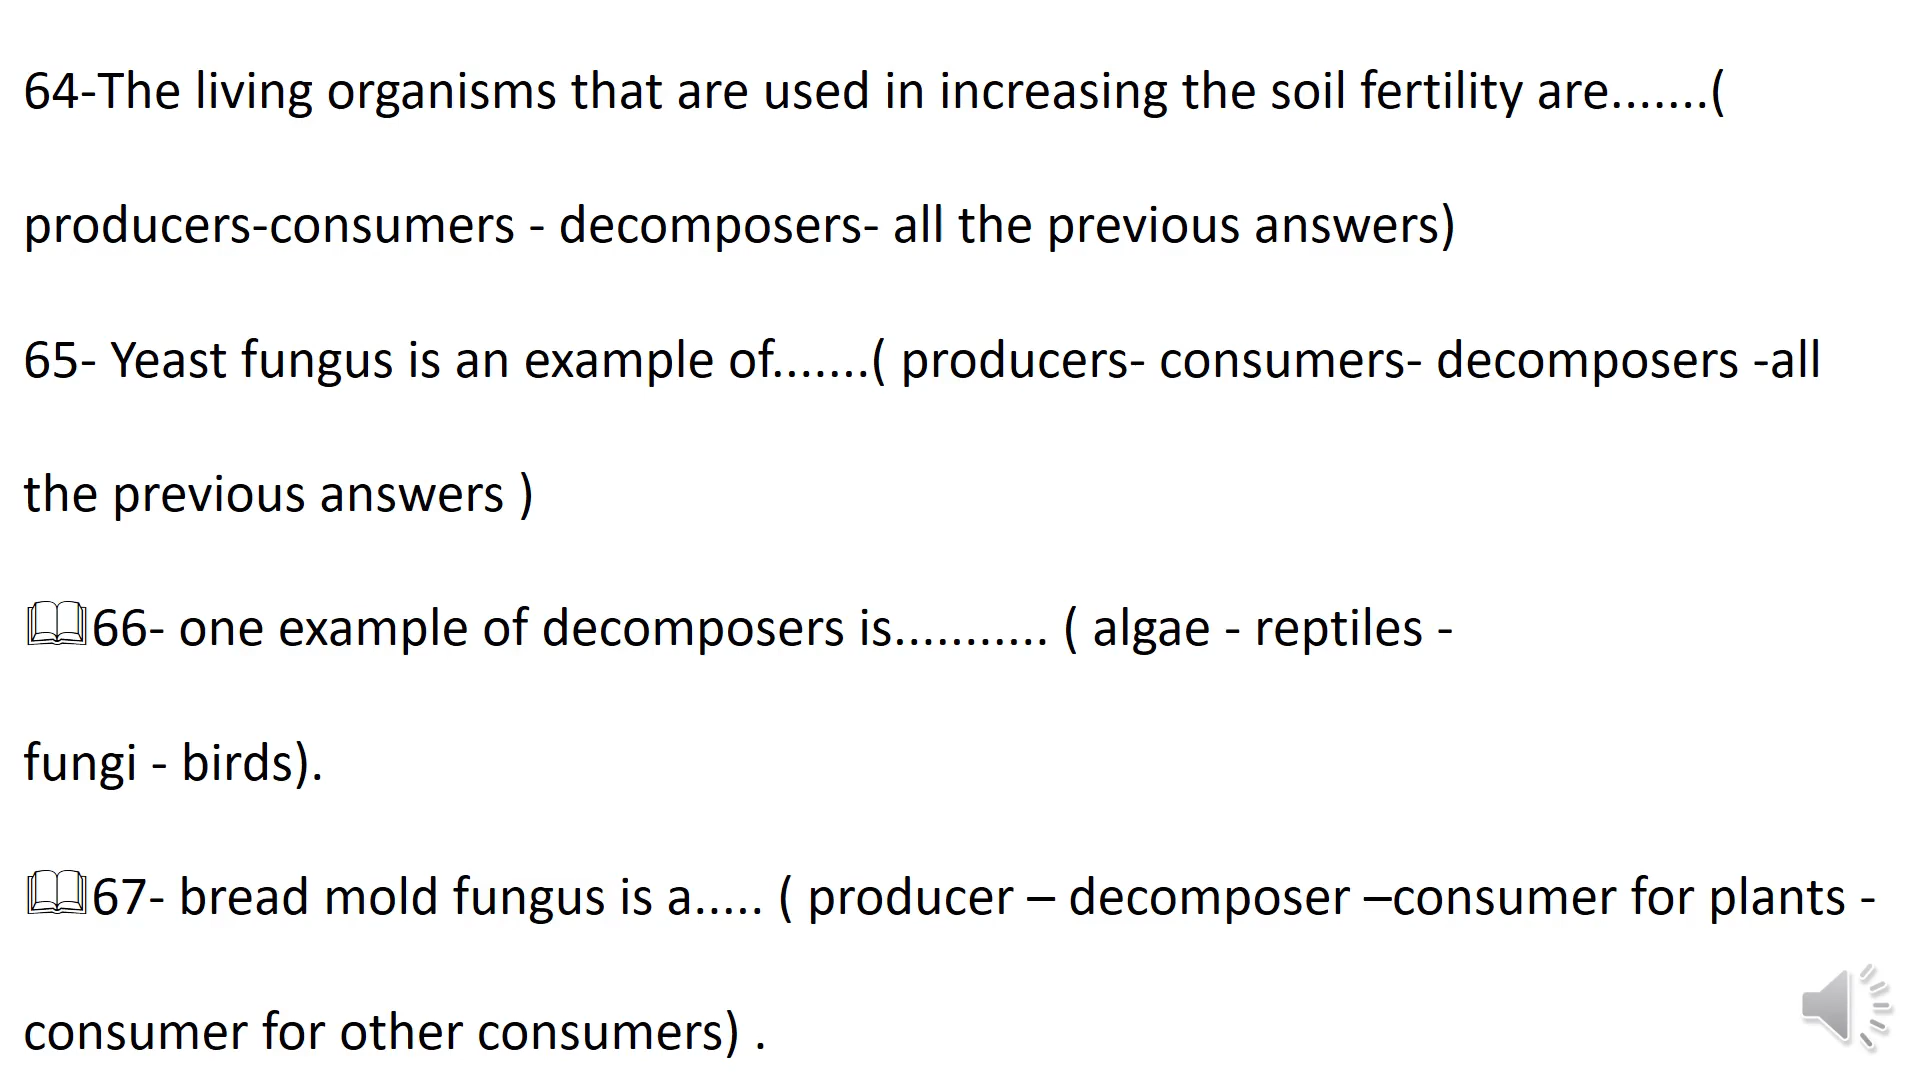 64-The living organisms that are used in increasing the soil fertility are.......(
producers-consumers - decomposers- all the previous answers)
65- Yeast fungus is an example of.......( producers- consumers- decomposers -all
the previous answers )
66- one example of decomposers is........... ( algae - reptiles -
fungi - birds).
67- bread mold fungus is a..... ( producer – decomposer –consumer for plants -
consumer for other consumers) .